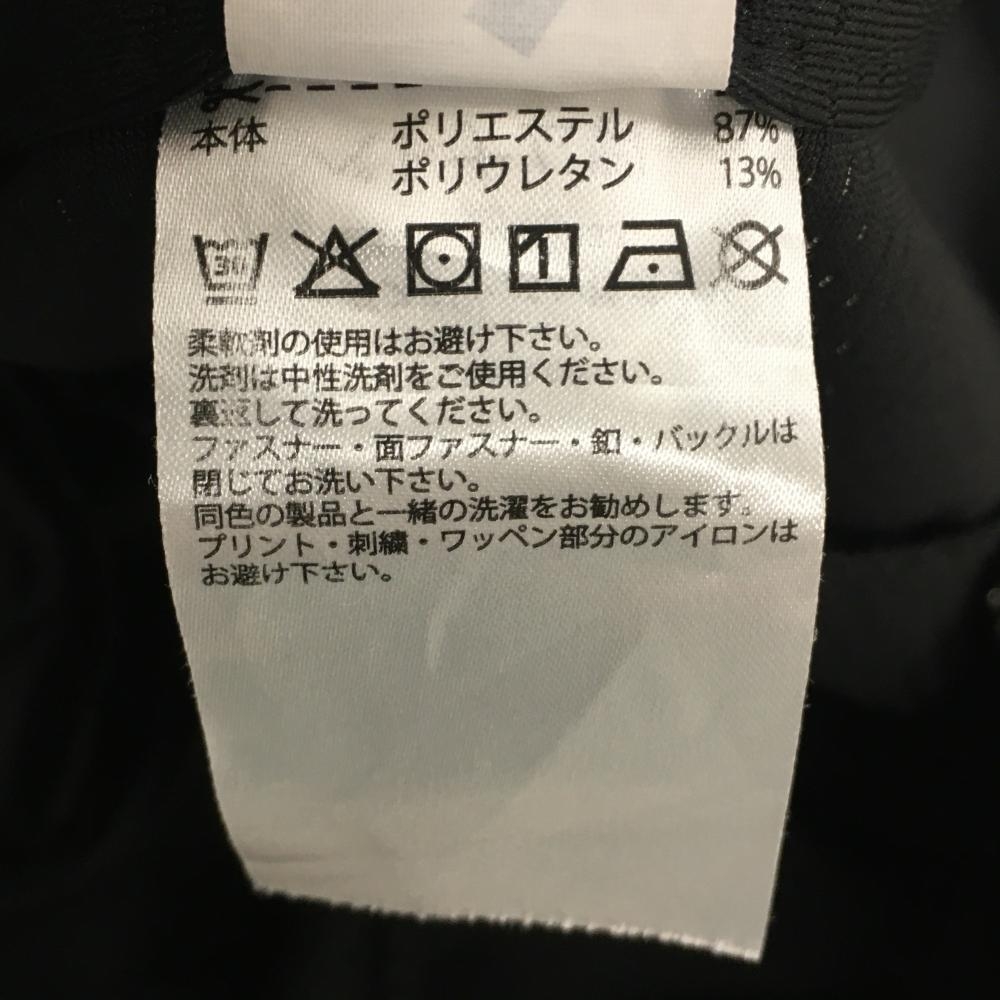 本体 ポリエステル 87%
ポリウレタン 13%
30
柔軟剤の使用はお避け下さい。
洗剤は中性洗剤をご使用ください。
裏返して洗ってください。
ファスナー・面ファスナー・釦・バックルは
閉じてお洗い下さい。
同色の製品と一緒の洗濯をお勧めします。
プリント・刺繍・ワッペン部分のアイロンは
お避け下さい。